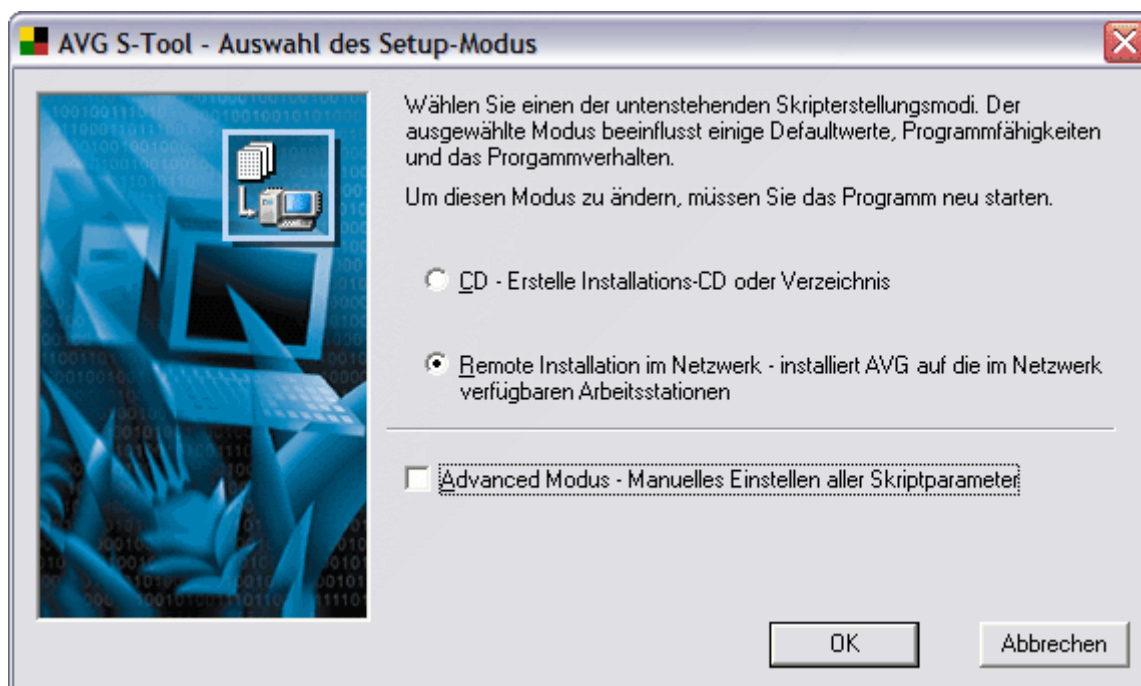 AVG S-Tool - Auswahl des Setup-Modus
Wählen Sie einen der untenstehenden Skripterstellungsmodi. Der
ausgewählte Modus beeinflusst einige Defaultwerte, Programmfähigkeiten
und das Prorgammverhalten.
Um diesen Modus zu ändern, müssen Sie das Programm neu starten.
CD - Erstelle Installations-CD oder Verzeichnis
Remote Installation im Netzwerk - installiert AVG auf die im Netzwerk
verfügbaren Arbeitsstationen
Advanced Modus - Manuelles Einstellen aller Skriptparameter
OK
Abbrechen